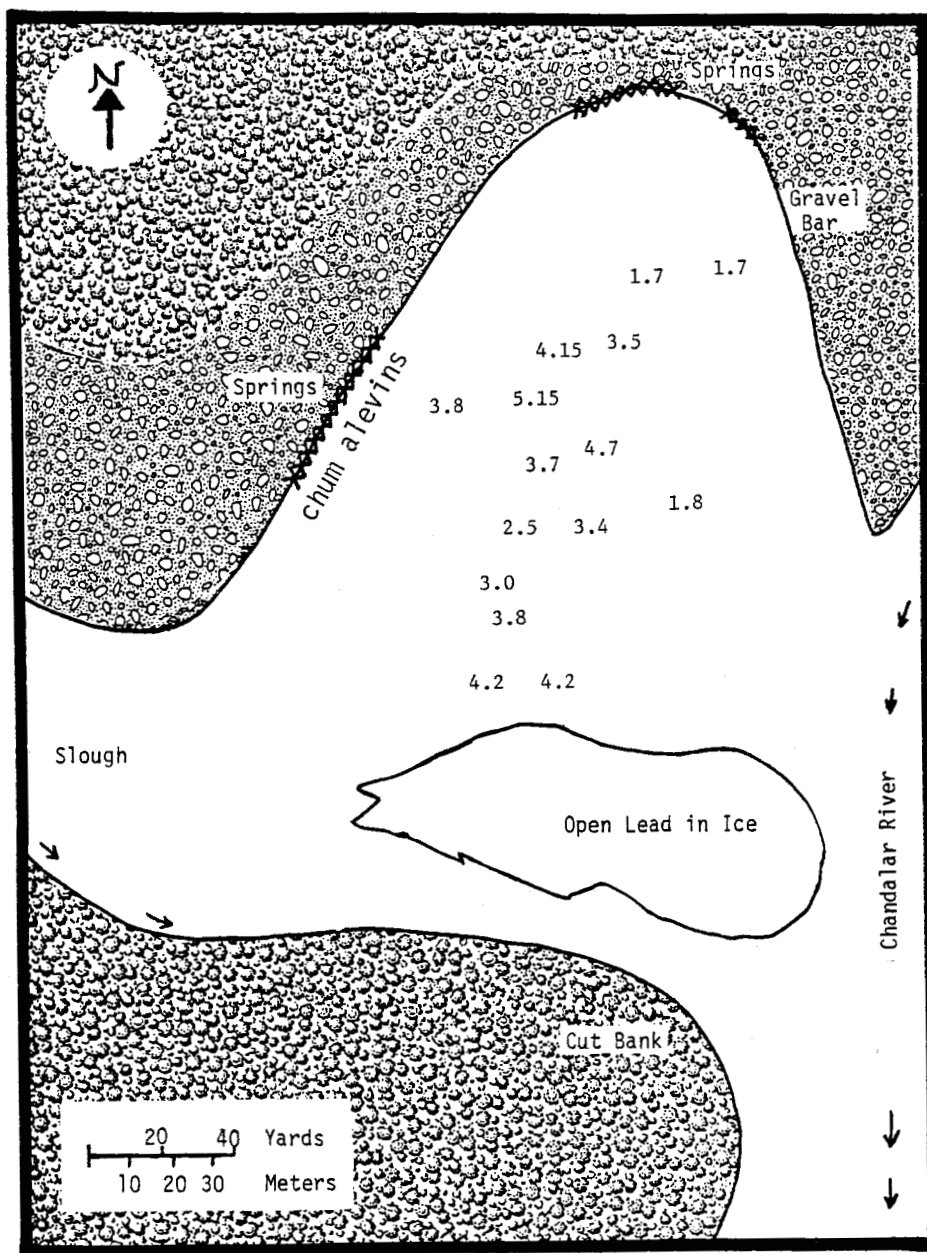 N
Springs
Gravel
Bar
1.7 1.7
4.15 3.5
Springs
3.8 5.15
chum alevins
3.7 4.7
1.8
2.5 3.4
3.0
3.8
4.2 4.2
Slough
Open Lead in Ice
Chandalar River
Cut Bank
20 40 Yards
10 20 30 Meters